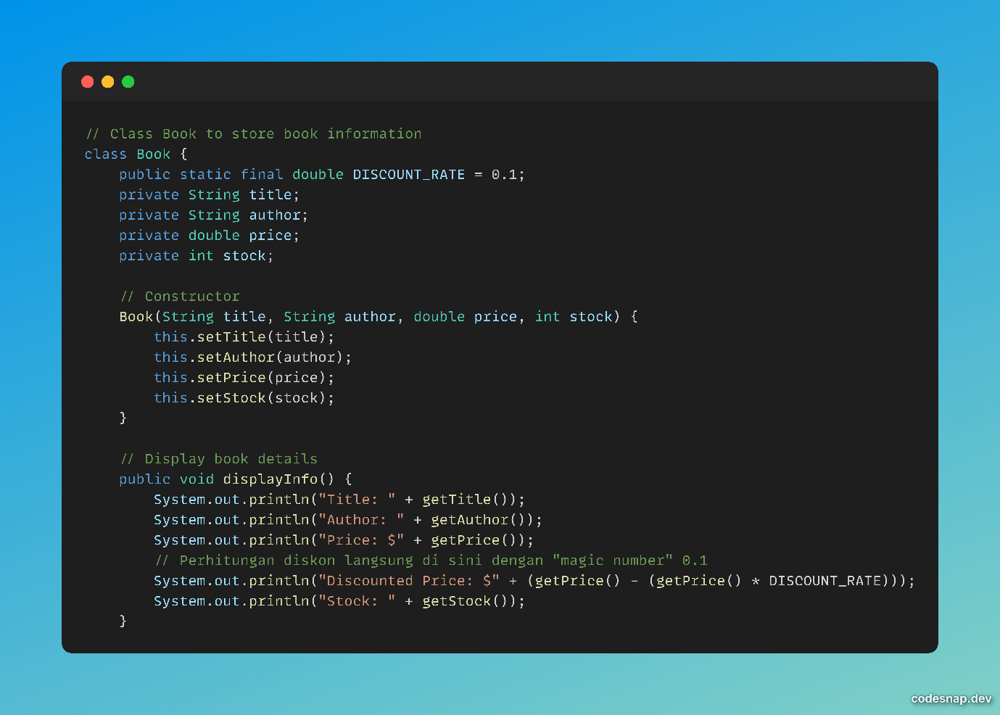 // Class Book to store book information
class Book {
    public static final double DISCOUNT_RATE = 0.1;
    private String title;
    private String author;
    private double price;
    private int stock;

    // Constructor
    Book(String title, String author, double price, int stock) {
        this.setTitle(title);
        this.setAuthor(author);
        this.setPrice(price);
        this.setStock(stock);
    }

    // Display book details
    public void displayInfo() {
        System.out.println("Title: " + getTitle());
        System.out.println("Author: " + getAuthor());
        System.out.println("Price: $" + getPrice());
        // Perhitungan diskon langsung di sini dengan "magic number" 0.1
        System.out.println("Discounted Price: $" + (getPrice() - (getPrice() * DISCOUNT_RATE)));
        System.out.println("Stock: " + getStock());
    }
codesnap.dev